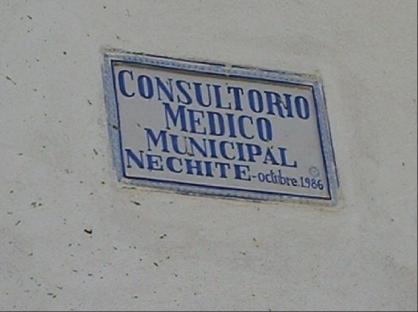 CONSULTORIO
MEDICO
MUNICIPAL
NECHITE-octubre.1986